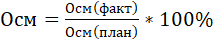 Осм = Осм(факт) / Осм(план) * 100%